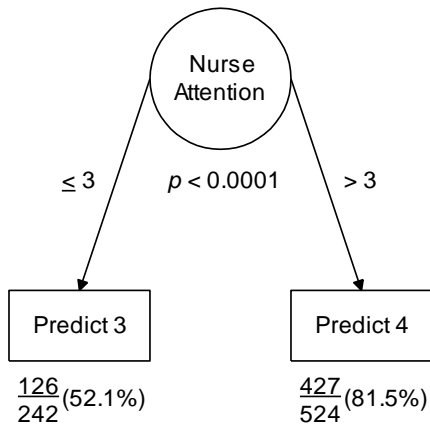 Nurse
Attention
≤ 3
p < 0.0001
> 3
Predict 3
Predict 4
126
242 (52.1%)
427
524 (81.5%)